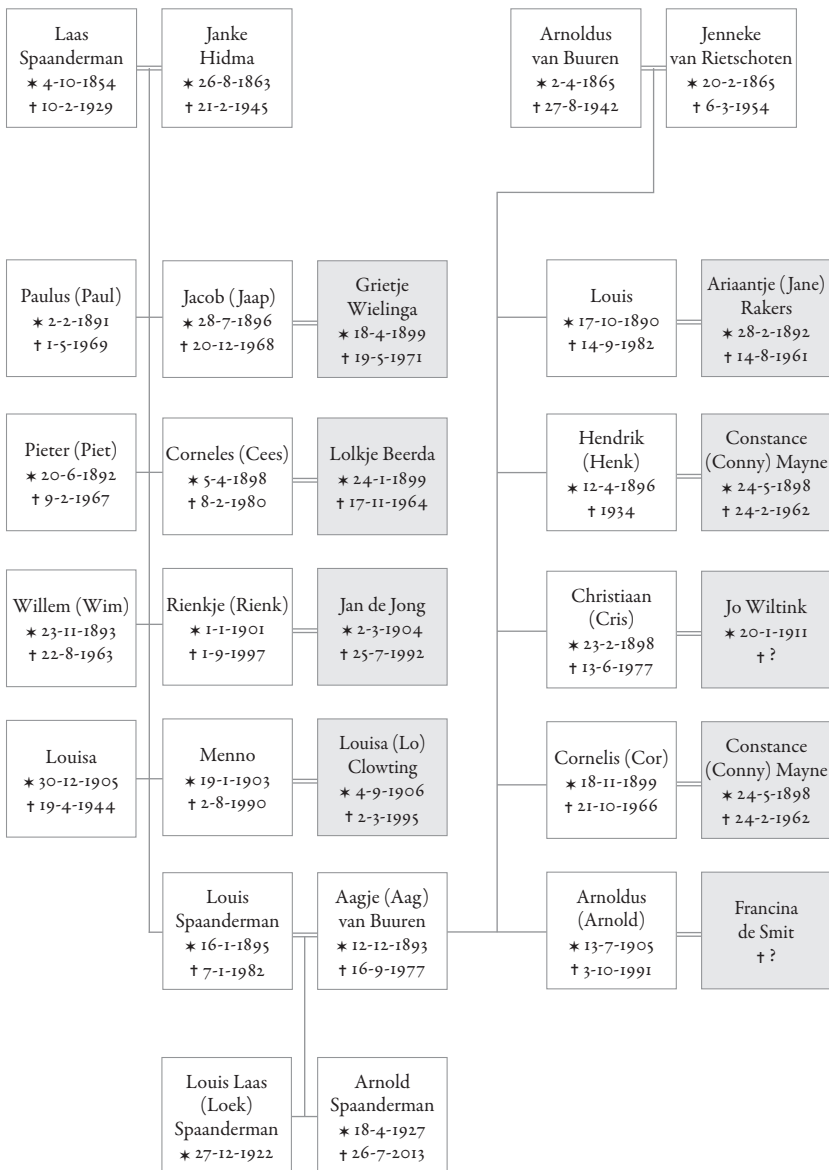 Laas
Spaanderman
✶ 4-10-1854
† 10-2-1929
Janke
Hidma
✶ 26-8-1863
† 21-2-1945
Arnoldus
van Buuren
✶ 2-4-1865
† 27-8-1942
Jenneke
van Rietschoten
✶ 20-2-1865
† 6-3-1954
Paulus (Paul)
✶ 2-2-1891
† 1-5-1969
Jacob (Jaap)
✶ 28-7-1896
† 20-12-1968
Grietje
Wielinga
✶ 18-4-1899
† 19-5-1971
Louis
✶ 17-10-1890
† 14-9-1982
Ariaantje (Jane)
Rakers
✶ 28-2-1892
† 14-8-1961
Pieter (Piet)
✶ 20-6-1892
† 9-2-1967
Corneles (Cees)
✶ 5-4-1898
† 8-2-1980
Lolkje Beerda
✶ 24-1-1899
† 17-11-1964
Hendrik
(Henk)
✶ 12-4-1896
† 1934
Constance
(Conny) Mayne
✶ 24-5-1898
† 24-2-1962
Willem (Wim)
✶ 23-11-1893
† 22-8-1963
Rienkje (Rienk)
✶ 1-1-1901
† 1-9-1997
Jan de Jong
✶ 2-3-1904
† 25-7-1992
Christiaan
(Cris)
✶ 23-2-1898
† 13-6-1977
Jo Wiltink
✶ 20-1-1911
† ?
Louisa
✶ 30-12-1905
† 19-4-1944
Menno
✶ 19-1-1903
† 2-8-1990
Louisa (Lo)
Clowting
✶ 4-9-1906
† 2-3-1995
Cornelis (Cor)
✶ 18-11-1899
† 21-10-1966
Constance
(Conny) Mayne
✶ 24-5-1898
† 24-2-1962
Louis
Spaanderman
✶ 16-1-1895
† 7-1-1982
Aagje (Aag)
van Buuren
✶ 12-12-1893
† 16-9-1977
Arnoldus
(Arnold)
✶ 13-7-1905
† 3-10-1991
Francina
de Smit
† ?
Louis Laas
(Loek)
Spaanderman
✶ 27-12-1922
Arnold
Spaanderman
✶ 18-4-1927
† 26-7-2013